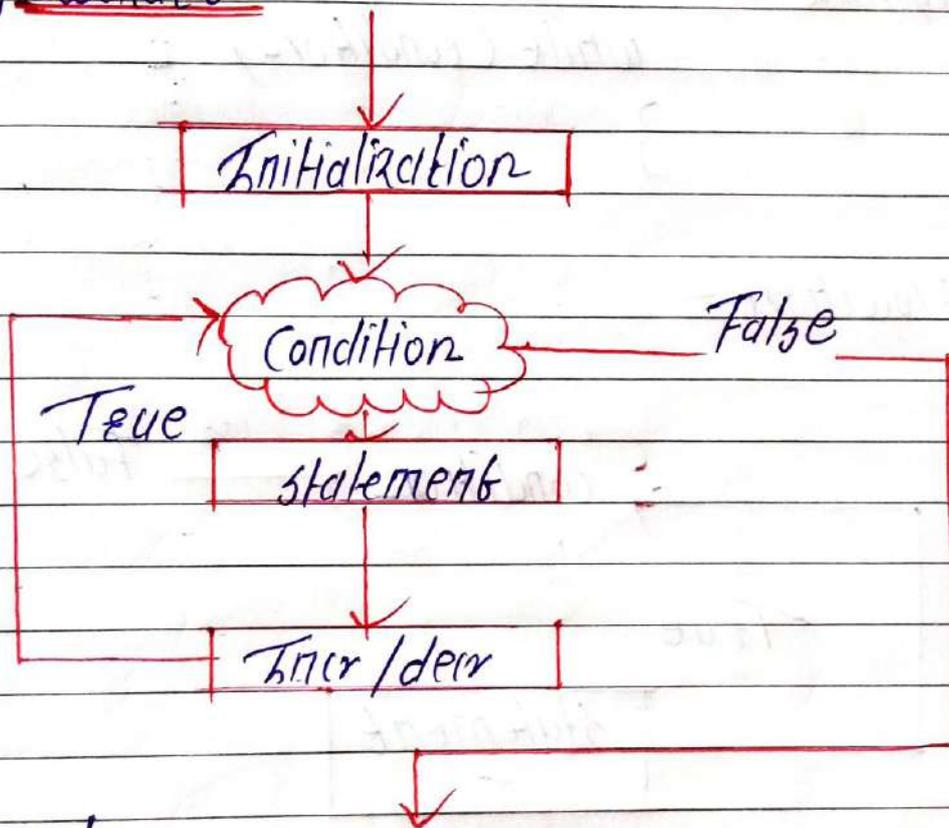 Initialization
Condition
False
True
statement
Incr/decr